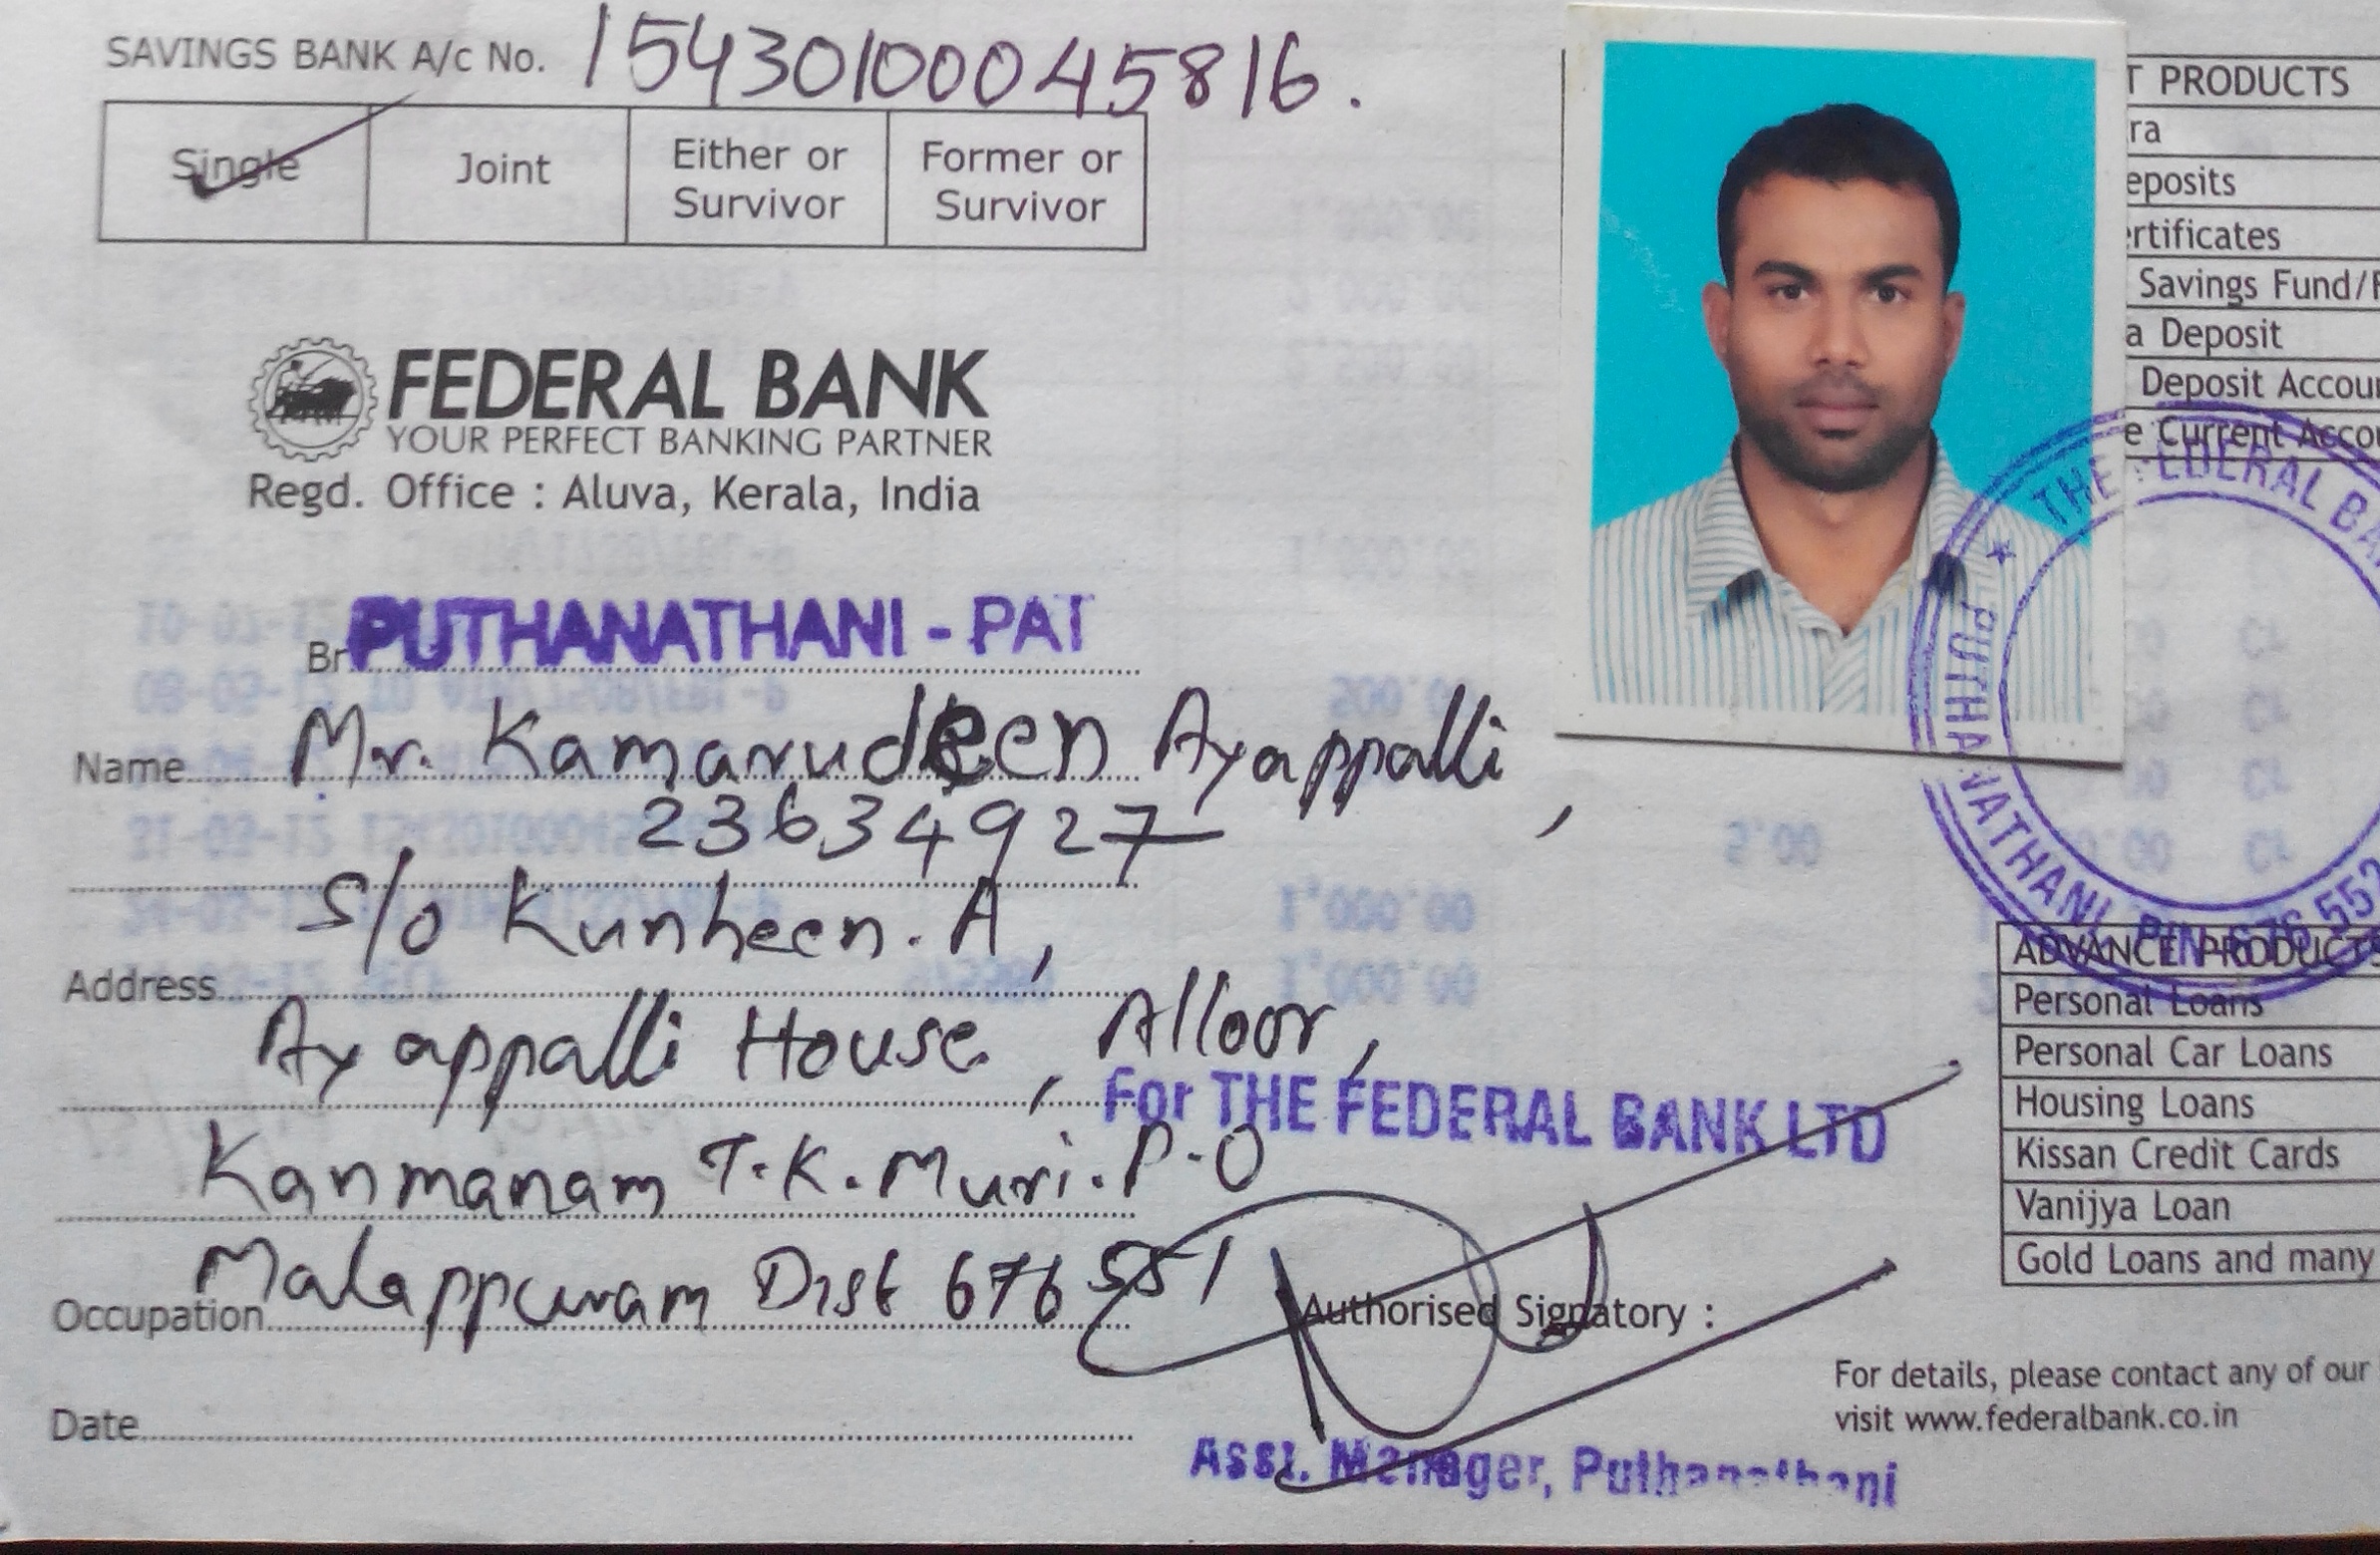 SAVINGS BANK A/c No. 15430100045816.
Single Joint Either or Survivor Former or Survivor
FEDERAL BANK
YOUR PERFECT BANKING PARTNER
Regd. Office : Aluva, Kerala, India
Br PUTHANATHANI - PAT
Name Mr. Kamarudeen Ayappalli,
23634927
S/o Kunheen. A,
Address
Ayappalli House, Alloor,
Kanmanam T.K. Muri. P.O
Malappuram Dist 676 551
Occupation
Date
For THE FEDERAL BANK LTD
Authorised Signatory :
Asst. Manager, Puthanathani
T PRODUCTS
ra
eposits
ertificates
Savings Fund/
a Deposit
Deposit Accou
e Current Acco
THE FEDERAL BAN
PUTHANATHANI, PIN 676 552
ADVANCE PRODUCTS
Personal Loans
Personal Car Loans
Housing Loans
Kissan Credit Cards
Vanijya Loan
Gold Loans and many
For details, please contact any of our
visit www.federalbank.co.in